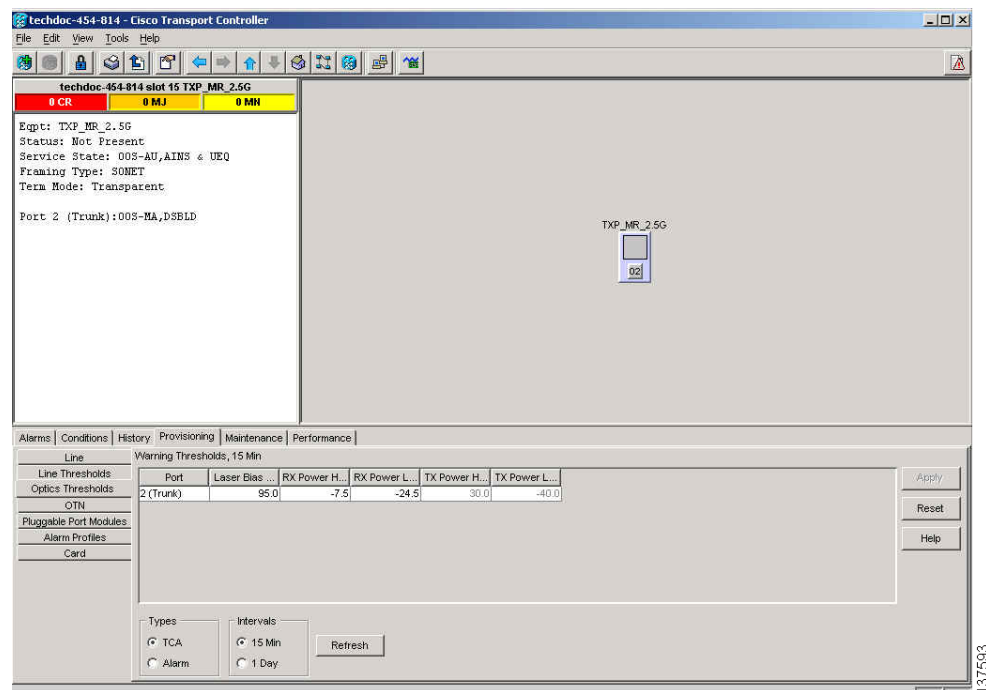 techdoc-454-814 - Cisco Transport Controller
File Edit View Tools Help
techdoc-454-814 slot 15 TXP_MR_2.5G
0 CR 0 MJ 0 MN
Eqpt: TXP_MR_2.5G
Status: Not Present
Service State: OOS-AU,AINS & UEQ
Framing Type: SONET
Term Mode: Transparent
Port 2 (Trunk):OOS-MA,DSBLD
TXP_MR_2.5G
02
Alarms Conditions History Provisioning Maintenance Performance
Line
Line Thresholds
Optics Thresholds
OTN
Pluggable Port Modules
Alarm Profiles
Card
Warning Thresholds, 15 Min
Port Laser Bias ... RX Power H... RX Power L... TX Power H... TX Power L...
2 (Trunk) 95.0 -7.5 -24.5 30.0 -40.0
Apply
Reset
Help
Types
TCA
Alarm
Intervals
15 Min
1 Day
Refresh
137593